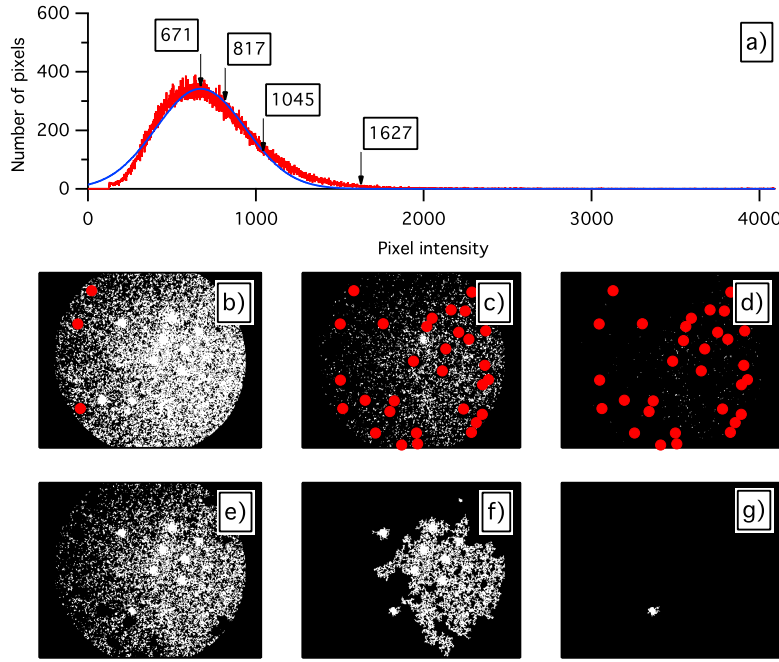 600
a)
671
817
Number of pixels
400
1045
1627
200
0
0
1000
2000
3000
4000
Pixel intensity
b)
c)
d)
e)
f)
g)